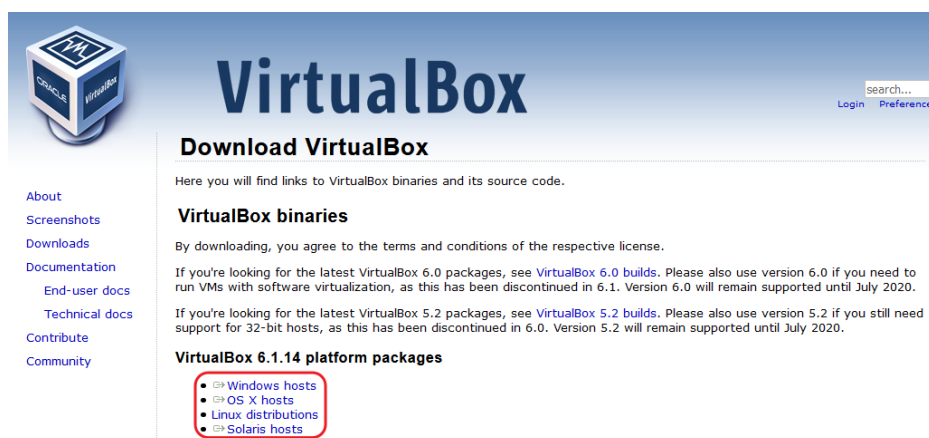 ORACLE
VirtualBox
VirtualBox
search...
Login Preference
Download VirtualBox
Here you will find links to VirtualBox binaries and its source code.
About
Screenshots
Downloads
Documentation
End-user docs
Technical docs
Contribute
Community
VirtualBox binaries
By downloading, you agree to the terms and conditions of the respective license.
If you're looking for the latest VirtualBox 6.0 packages, see VirtualBox 6.0 builds. Please also use version 6.0 if you need to
run VMs with software virtualization, as this has been discontinued in 6.1. Version 6.0 will remain supported until July 2020.
If you're looking for the latest VirtualBox 5.2 packages, see VirtualBox 5.2 builds. Please also use version 5.2 if you still need
support for 32-bit hosts, as this has been discontinued in 6.0. Version 5.2 will remain supported until July 2020.
VirtualBox 6.1.14 platform packages
Windows hosts
OS X hosts
Linux distributions
Solaris hosts